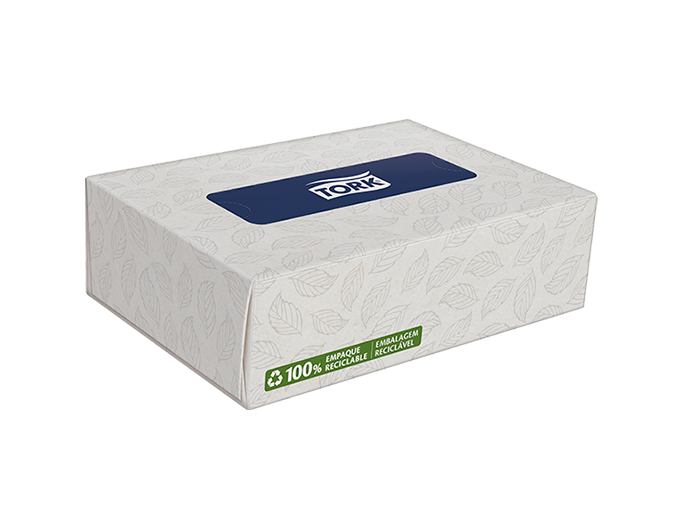 TORK
100%
EMPAQUE
RECICLABLE
EMBALAGEM
RECICLÁVEL